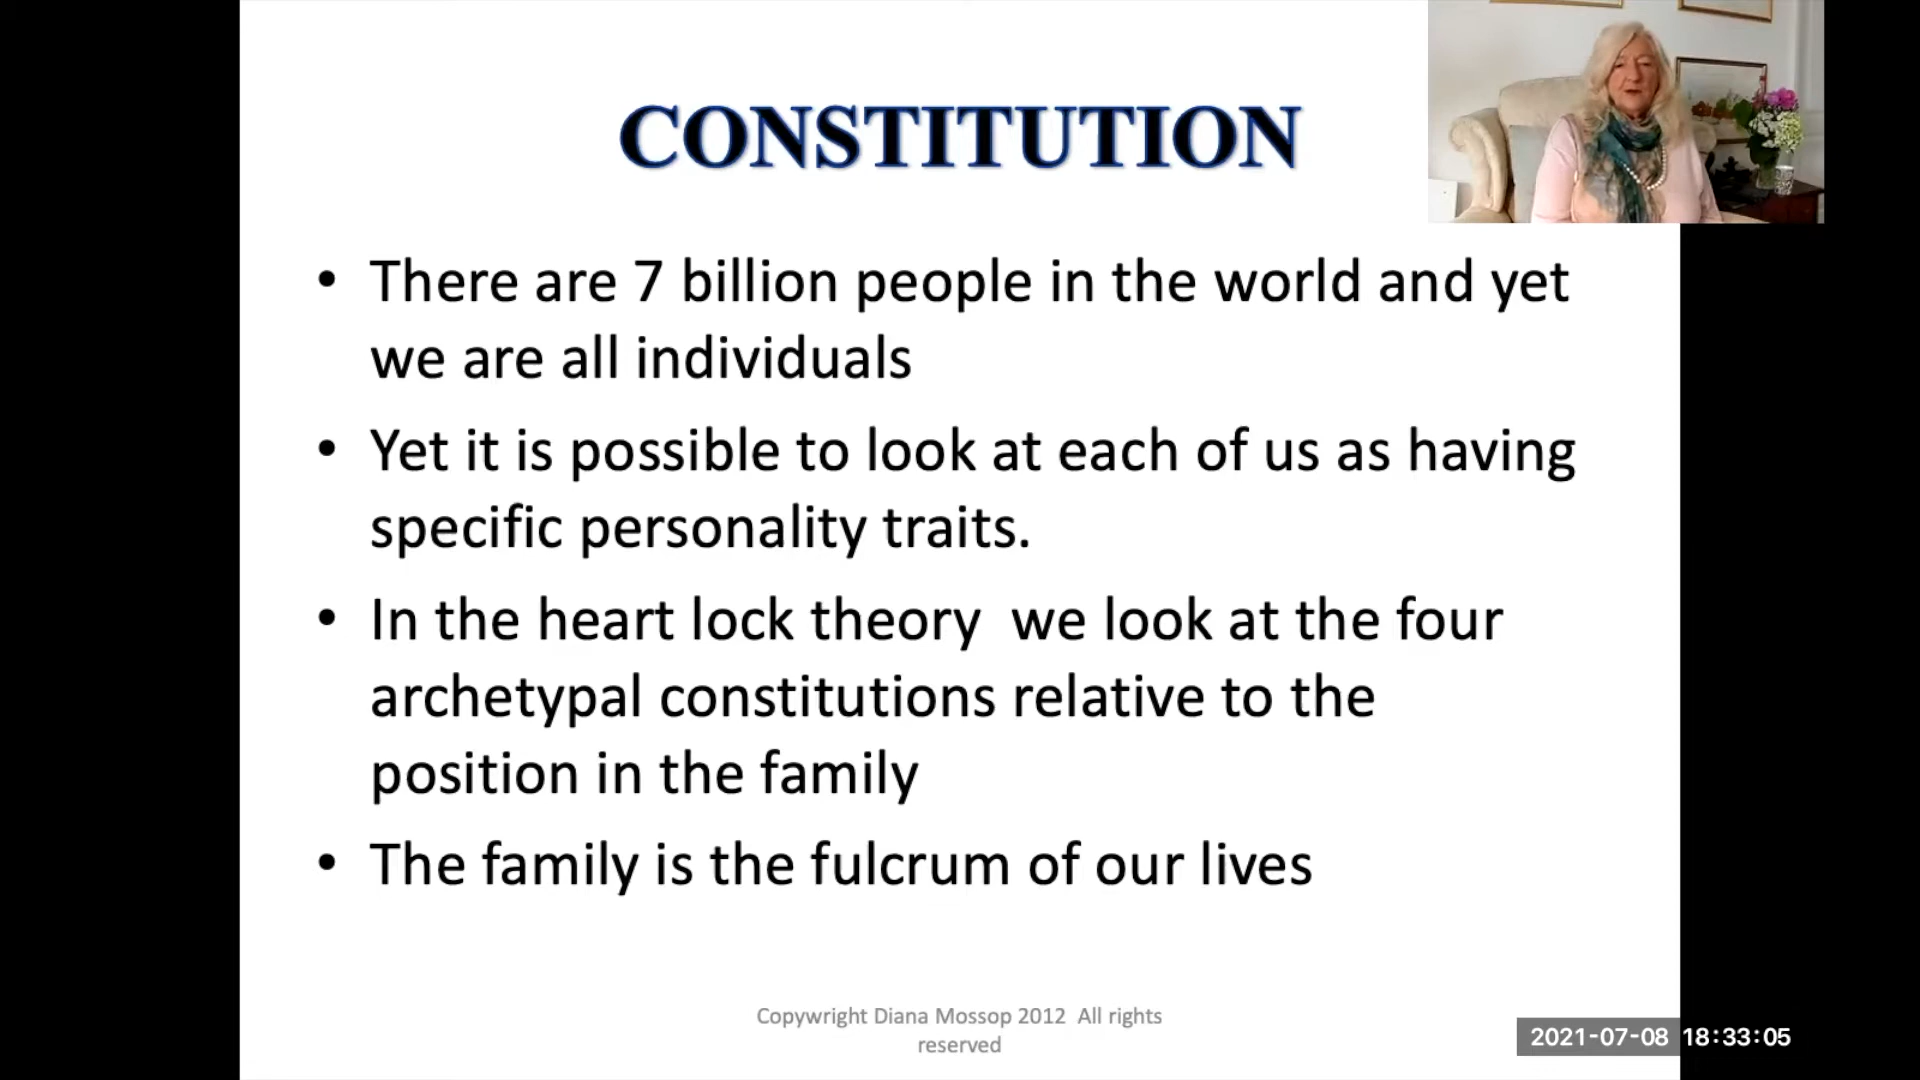 CONSTITUTION
• There are 7 billion people in the world and yet
we are all individuals
• Yet it is possible to look at each of us as having
specific personality traits.
• In the heart lock theory  we look at the four
archetypal constitutions relative to the
position in the family
• The family is the fulcrum of our lives
Copywright Diana Mossop 2012  All rights
reserved
2021-07-08 18:33:05